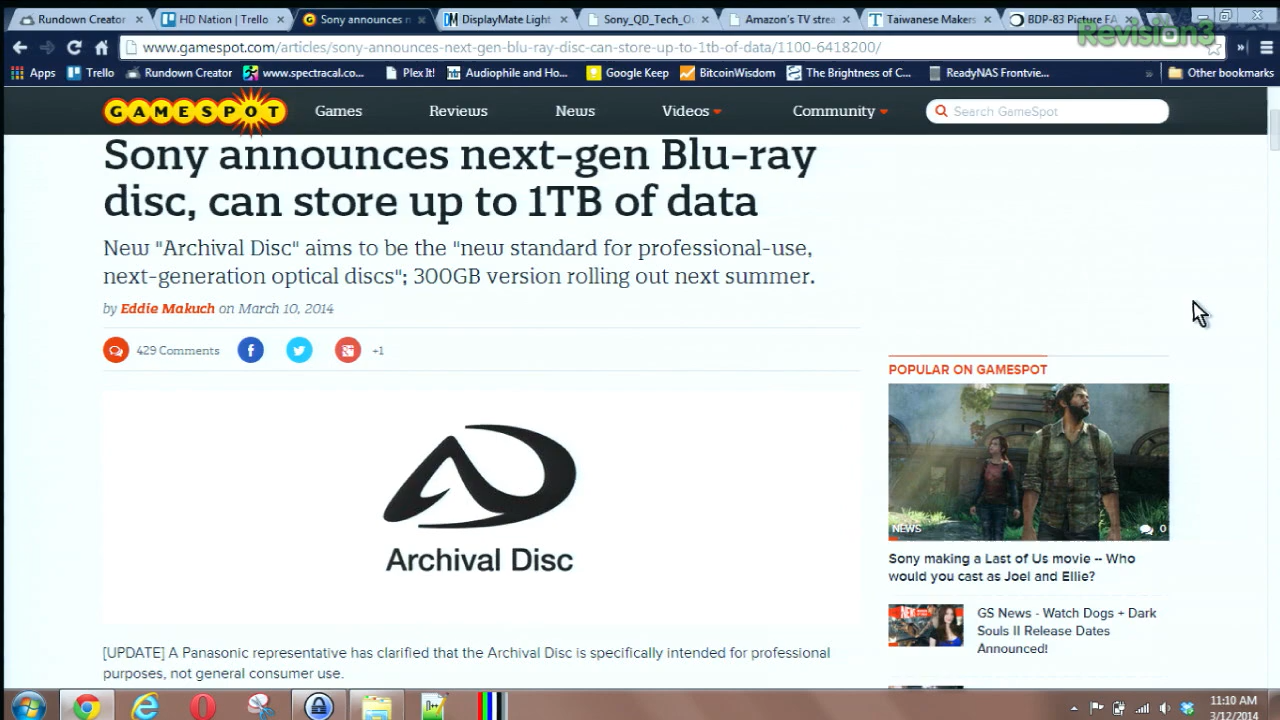 Rundown Creator
HD Nation | Trello
Sony announces n
DisplayMate Light
Sony_QD_Tech_O
Amazon's TV strea
Taiwanese Makers
BDP-83 Picture FA
Revision3
www.gamespot.com/articles/sony-announces-next-gen-blu-ray-disc-can-store-up-to-1tb-of-data/1100-6418200/
Apps
Trello
Rundown Creator
www.spectracal.co...
Plex It!
Audiophile and Ho...
Google Keep
BitcoinWisdom
The Brightness of C...
ReadyNAS Frontvie...
Other bookmarks
GAMESPOT
Games
Reviews
News
Videos
Community
Search GameSpot
Sony announces next-gen Blu-ray
disc, can store up to 1TB of data
New "Archival Disc" aims to be the "new standard for professional-use,
next-generation optical discs"; 300GB version rolling out next summer.
by Eddie Makuch on March 10, 2014
429 Comments
+1
Archival Disc
[UPDATE] A Panasonic representative has clarified that the Archival Disc is specifically intended for professional
purposes, not general consumer use.
POPULAR ON GAMESPOT
NEWS
0
Sony making a Last of Us movie -- Who
would you cast as Joel and Ellie?
NEWS
GS News - Watch Dogs + Dark
Souls II Release Dates
Announced!
11:10 AM
3/12/2014